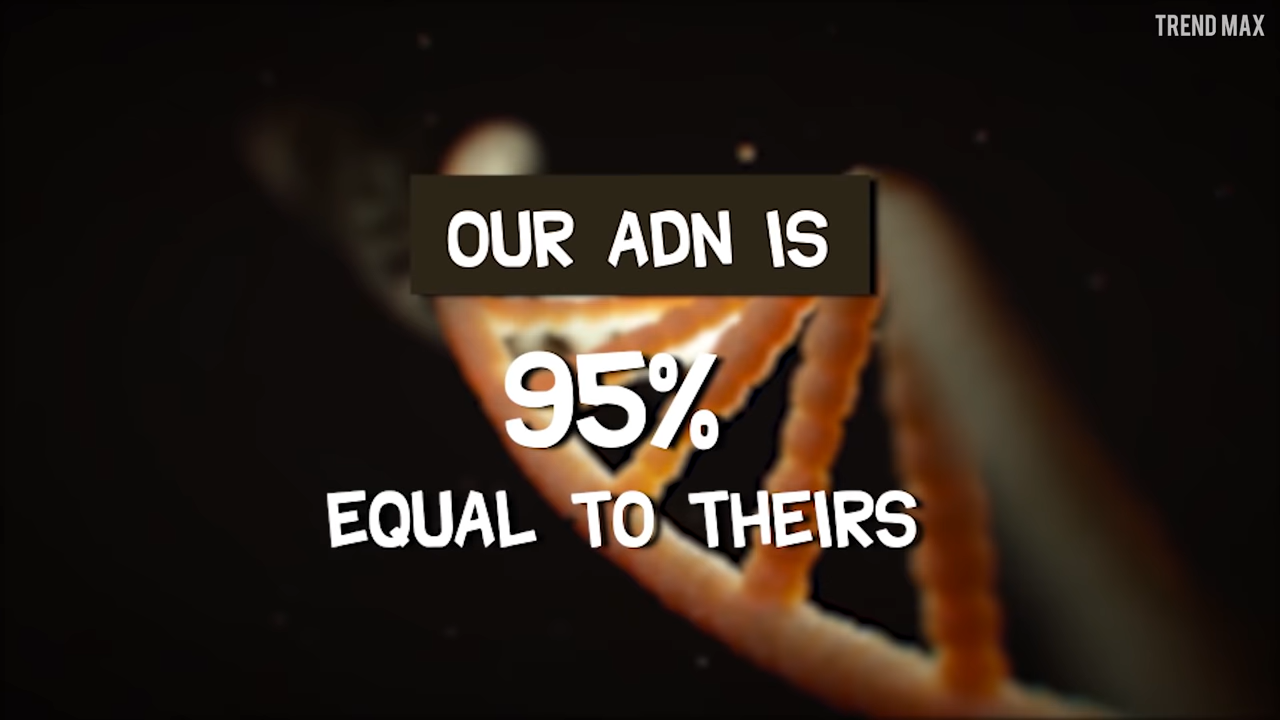 TREND MAX
OUR ADN IS
95%
EQUAL TO THEIRS